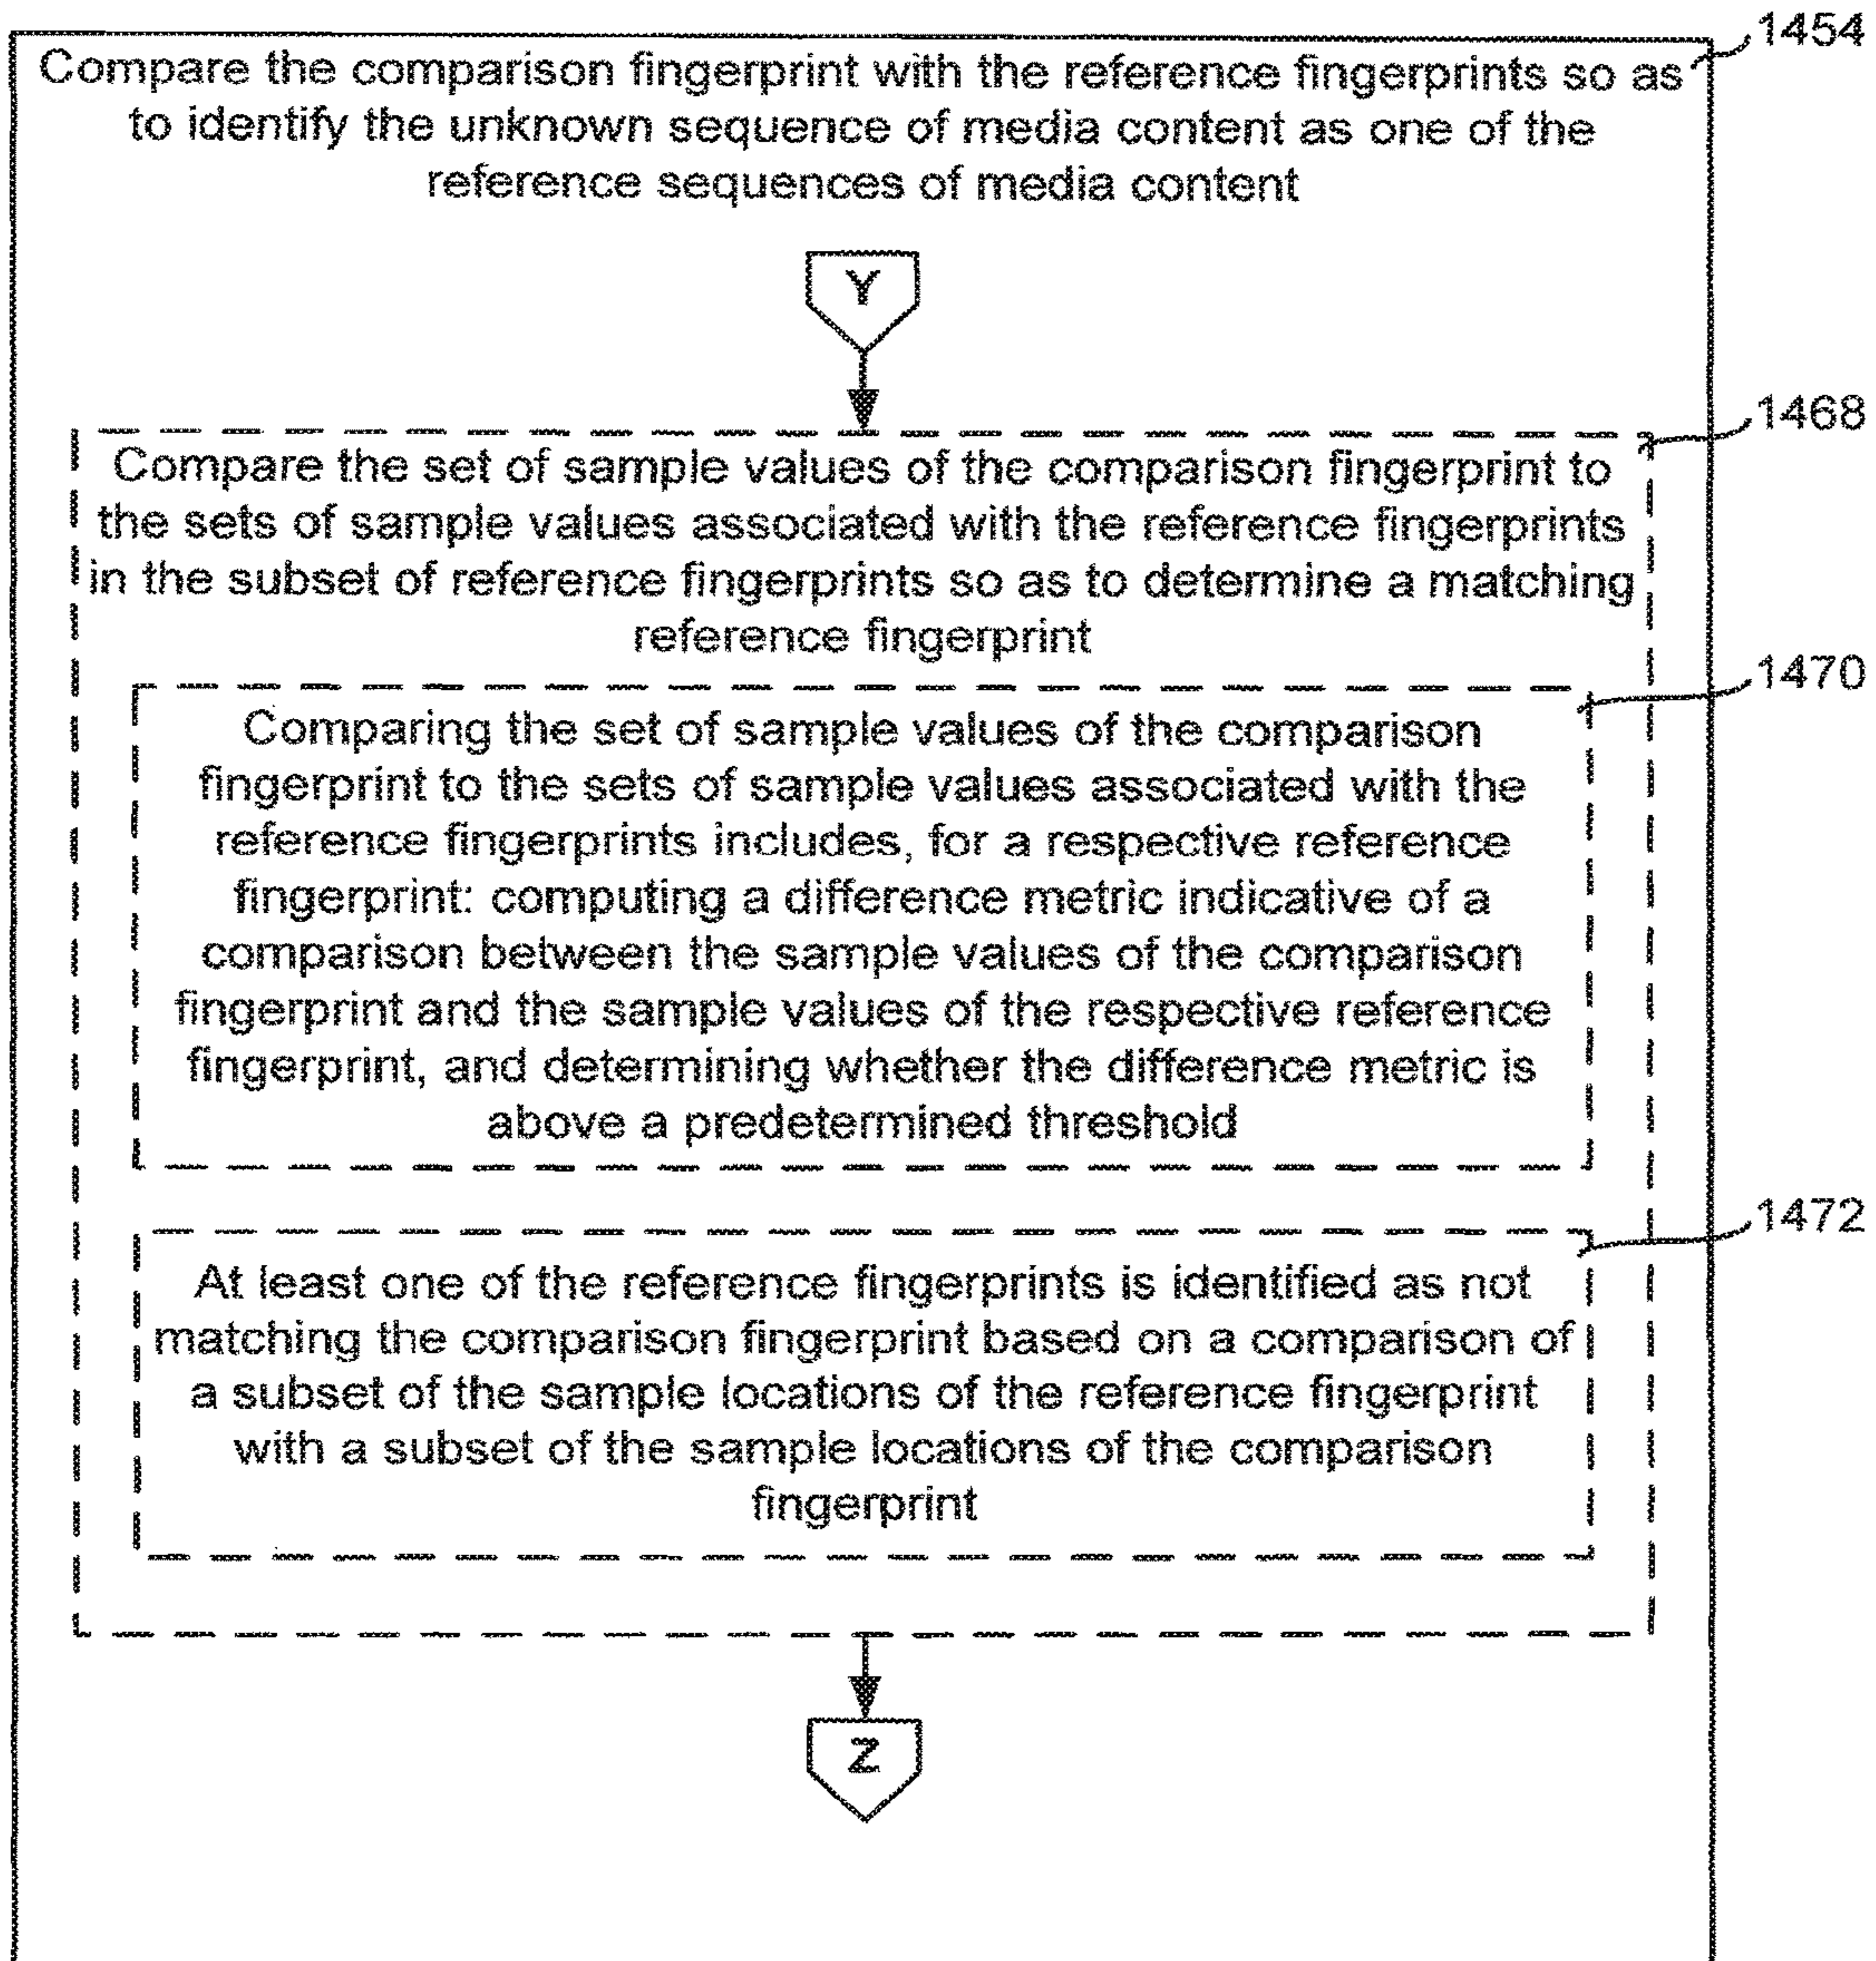 1454
Compare the comparison fingerprint with the reference fingerprints so as
to identify the unknown sequence of media content as one of the
reference sequences of media content
Y
1468
Compare the set of sample values of the comparison fingerprint to
the sets of sample values associated with the reference fingerprints
in the subset of reference fingerprints so as to determine a matching
reference fingerprint
1470
Comparing the set of sample values of the comparison
fingerprint to the sets of sample values associated with the
reference fingerprints includes, for a respective reference
fingerprint: computing a difference metric indicative of a
comparison between the sample values of the comparison
fingerprint and the sample values of the respective reference
fingerprint, and determining whether the difference metric is
above a predetermined threshold
1472
At least one of the reference fingerprints is identified as not
matching the comparison fingerprint based on a comparison of
a subset of the sample locations of the reference fingerprint
with a subset of the sample locations of the comparison
fingerprint
Z